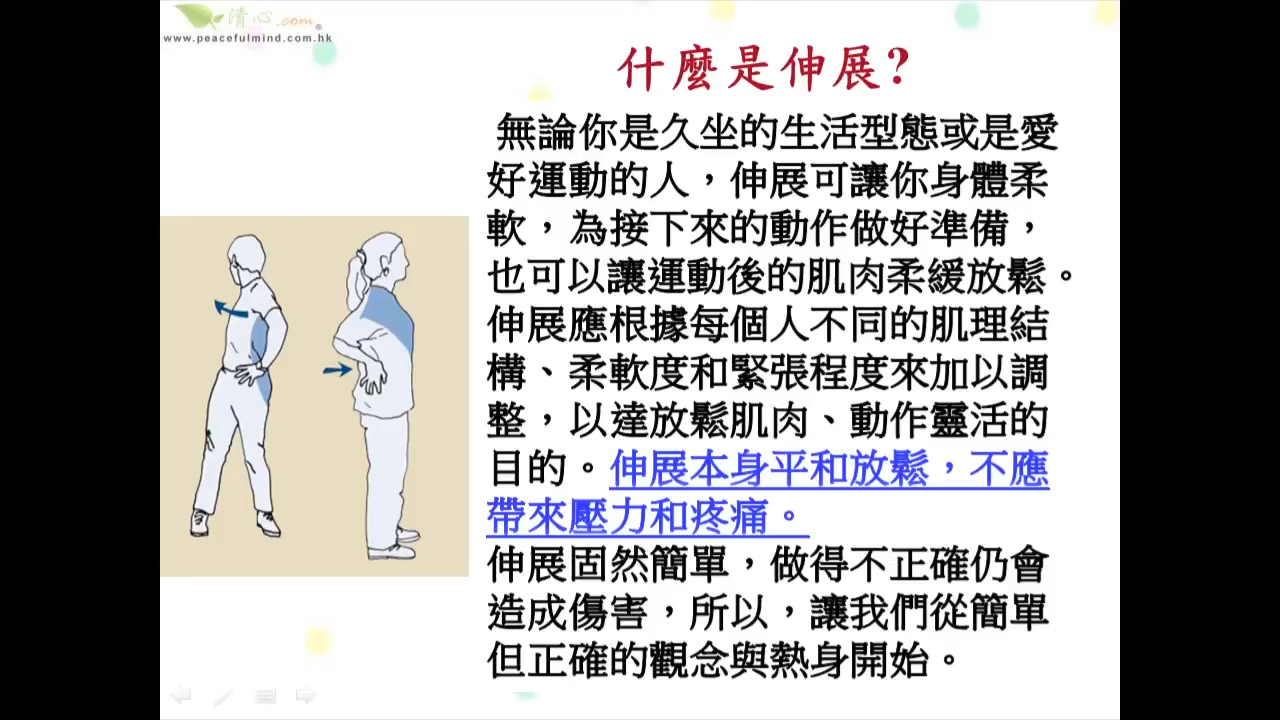 清心.com
www.peacefulmind.com.hk
什麼是伸展?
無論你是久坐的生活型態或是愛
好運動的人，伸展可讓你身體柔
軟，為接下來的動作做好準備，
也可以讓運動後的肌肉柔緩放鬆。
伸展應根據每個人不同的肌理結
構、柔軟度和緊張程度來加以調
整，以達放鬆肌肉、動作靈活的
目的。伸展本身平和放鬆，不應
帶來壓力和疼痛。
伸展固然簡單，做得不正確仍會
造成傷害，所以，讓我們從簡單
但正確的觀念與熱身開始。